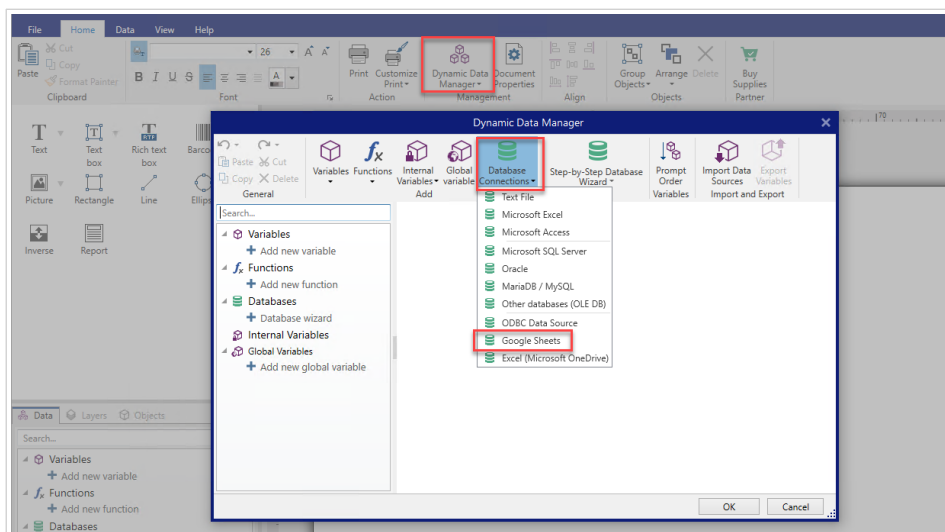 File Home Data View Help
Paste
Cut
Copy
Format Painter
Clipboard
26
A A
B I U S
A
Font
Print
Customize Print
Action
Dynamic Data Manager
Document Properties
Management
Align
Group Objects
Arrange
Delete
Objects
Buy Supplies
Partner
Text
Text box
Rich text box
Barco
Picture
Rectangle
Line
Ellips
Inverse
Report
70
Dynamic Data Manager
Paste Cut
Copy Delete
General
Variables
Functions
Internal Variables
Global variable
Database Connections
Step-by-Step Database Wizard
Add
Prompt Order
Variables
Import Data Sources
Export Variables
Import and Export
Search...
Variables
Add new variable
Functions
Add new function
Databases
Database wizard
Internal Variables
Global Variables
Add new global variable
Text File
Microsoft Excel
Microsoft Access
Microsoft SQL Server
Oracle
MariaDB / MySQL
Other databases (OLE DB)
ODBC Data Source
Google Sheets
Excel (Microsoft OneDrive)
OK Cancel
Data Layers Objects
Search...
Variables
Add new variable
Functions
Add new function
Databases